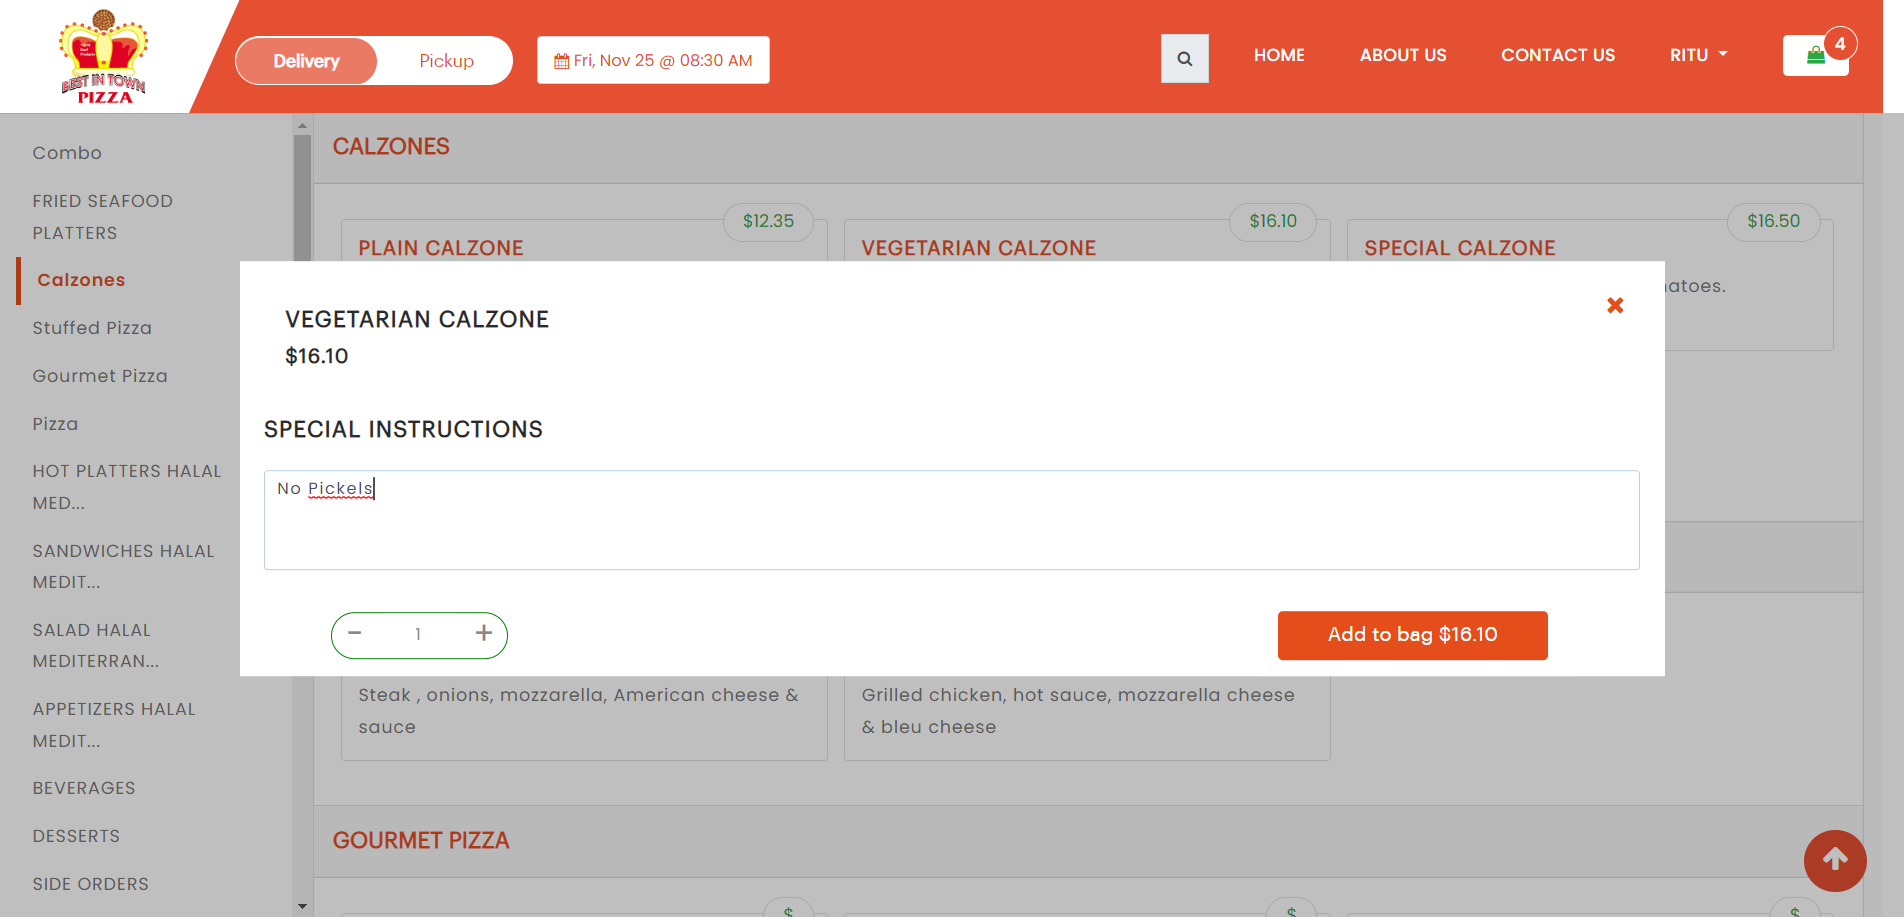 BEST IN TOWN
PIZZA
Delivery
Pickup
Fri, Nov 25 @ 08:30 AM
HOME
ABOUT US
CONTACT US
RITU
4
Combo
FRIED SEAFOOD
PLATTERS
Calzones
Stuffed Pizza
Gourmet Pizza
Pizza
HOT PLATTERS HALAL
MED...
SANDWICHES HALAL
MEDIT...
SALAD HALAL
MEDITERRAN...
APPETIZERS HALAL
MEDIT...
BEVERAGES
DESSERTS
SIDE ORDERS
CALZONES
$12.35
PLAIN CALZONE
$16.10
VEGETARIAN CALZONE
$16.50
SPECIAL CALZONE
atoes.
VEGETARIAN CALZONE
$16.10
SPECIAL INSTRUCTIONS
No Pickels
1
Add to bag $16.10
Steak , onions, mozzarella, American cheese &
sauce
Grilled chicken, hot sauce, mozzarella cheese
& bleu cheese
GOURMET PIZZA
$
$
$